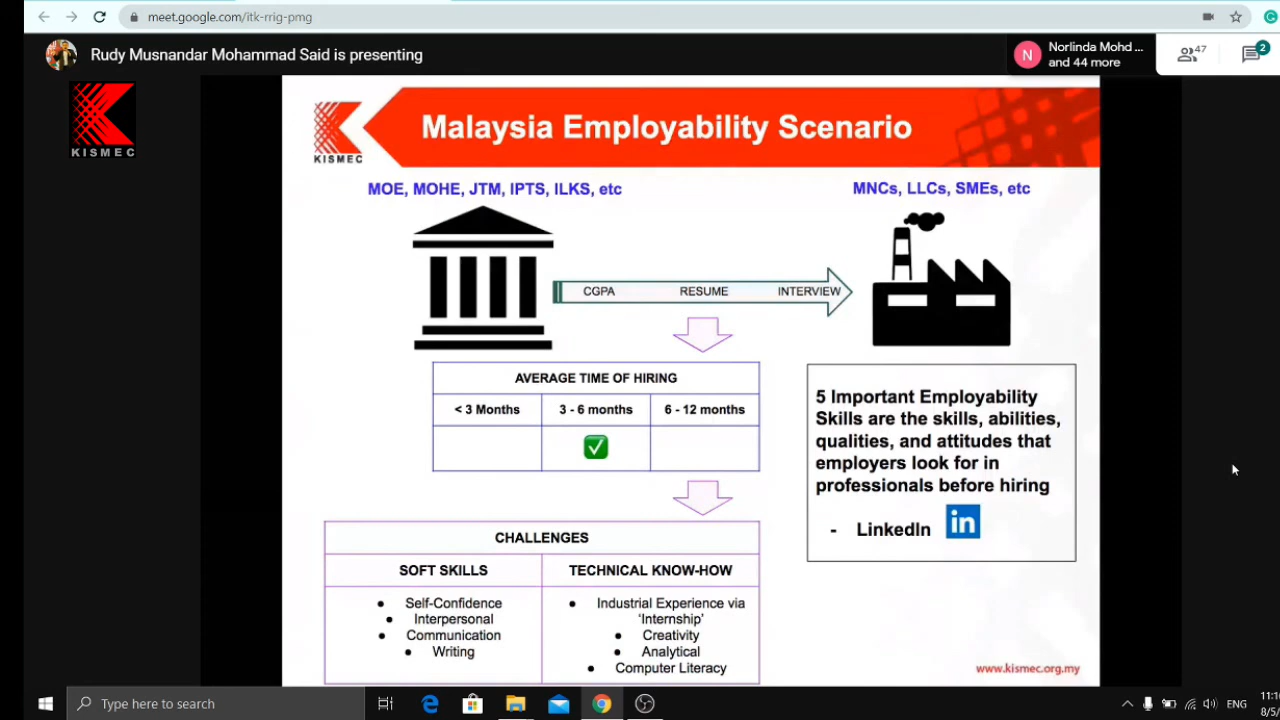 meet.google.com/itk-rrig-pmg
Rudy Musnandar Mohammad Said is presenting
N
Norlinda Mohd ...
and 44 more
47
2
KISMEC
KISMEC
Malaysia Employability Scenario
MOE, MOHE, JTM, IPTS, ILKS, etc
MNCs, LLCs, SMEs, etc
CGPA RESUME INTERVIEW
AVERAGE TIME OF HIRING
< 3 Months 3 - 6 months 6 - 12 months
5 Important Employability
Skills are the skills, abilities,
qualities, and attitudes that
employers look for in
professionals before hiring
- LinkedIn in
CHALLENGES
SOFT SKILLS TECHNICAL KNOW-HOW
● Self-Confidence
● Interpersonal
● Communication
● Writing
● Industrial Experience via
‘Internship’
● Creativity
● Analytical
● Computer Literacy
www.kismec.org.my
Type here to search
ENG